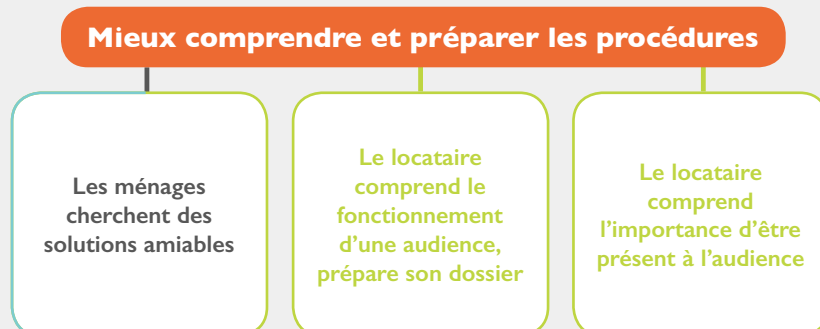 Mieux comprendre et préparer les procédures
Les ménages
cherchent des
solutions amiables
Le locataire
comprend le
fonctionnement
d’une audience,
prépare son dossier
Le locataire
comprend
l’importance d’être
présent à l’audience